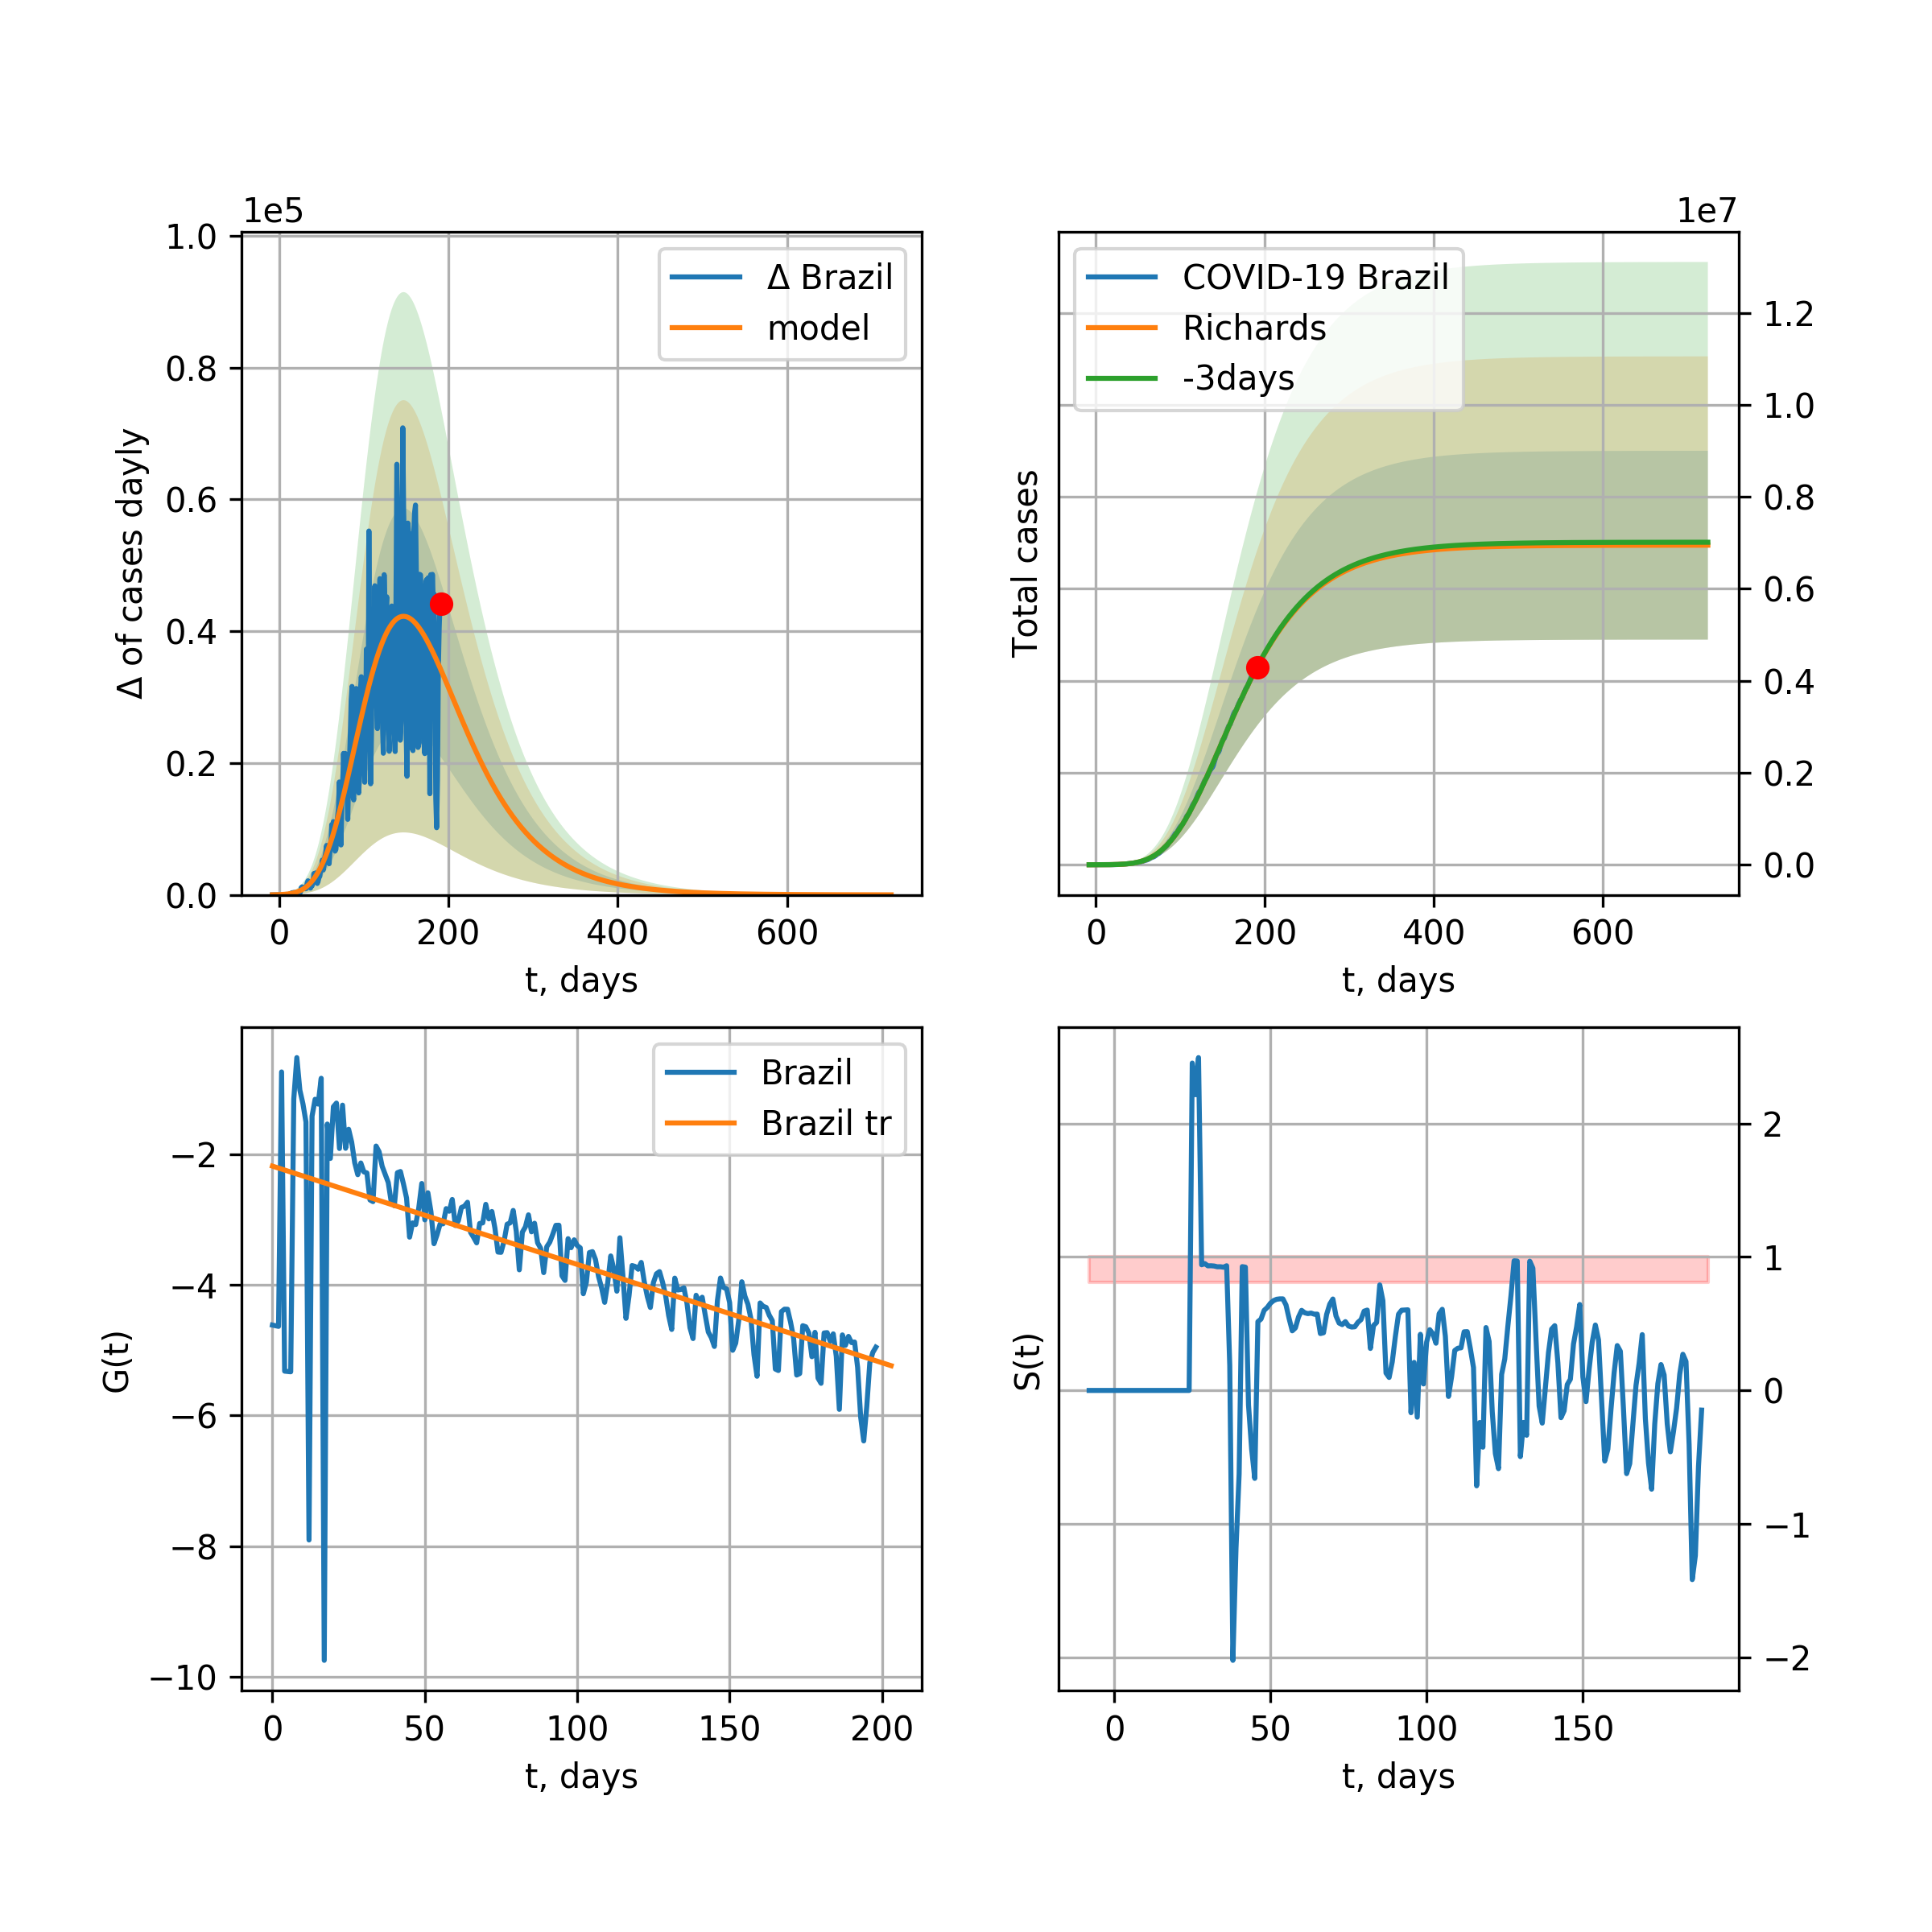 1e5
1.0
0.8
0.6
0.4
0.2
0.0
Δ of cases dayly
Δ Brazil
model
0 200 400 600
t, days
1e7
COVID-19 Brazil
Richards
-3days
Total cases
1.2
1.0
0.8
0.6
0.4
0.2
0.0
0 200 400 600
t, days
Brazil
Brazil tr
G(t)
−2
−4
−6
−8
−10
0 50 100 150 200
t, days
S(t)
2
1
0
−1
−2
0 50 100 150
t, days